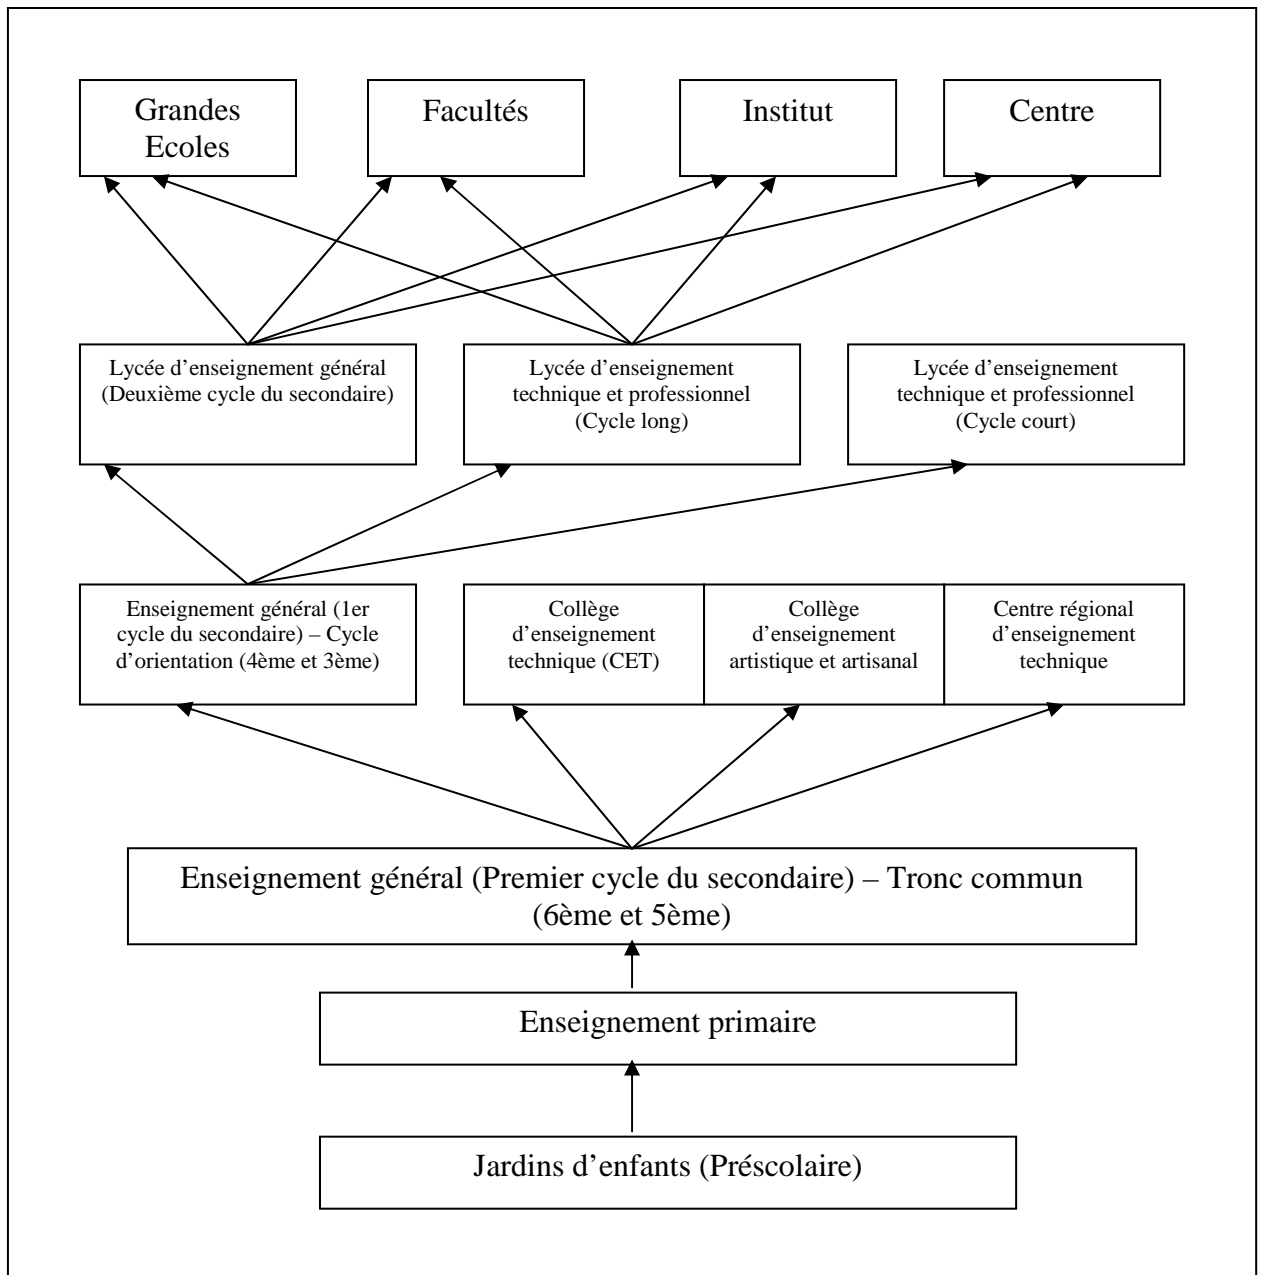 Grandes
Ecoles
Facultés
Institut
Centre
Lycée d’enseignement général
(Deuxième cycle du secondaire)
Lycée d’enseignement
technique et professionnel
(Cycle long)
Lycée d’enseignement
technique et professionnel
(Cycle court)
Enseignement général (1er
cycle du secondaire) – Cycle
d’orientation (4ème et 3ème)
Collège
d’enseignement
technique (CET)
Collège
d’enseignement
artistique et artisanal
Centre régional
d’enseignement
technique
Enseignement général (Premier cycle du secondaire) – Tronc commun
(6ème et 5ème)
Enseignement primaire
Jardins d’enfants (Préscolaire)